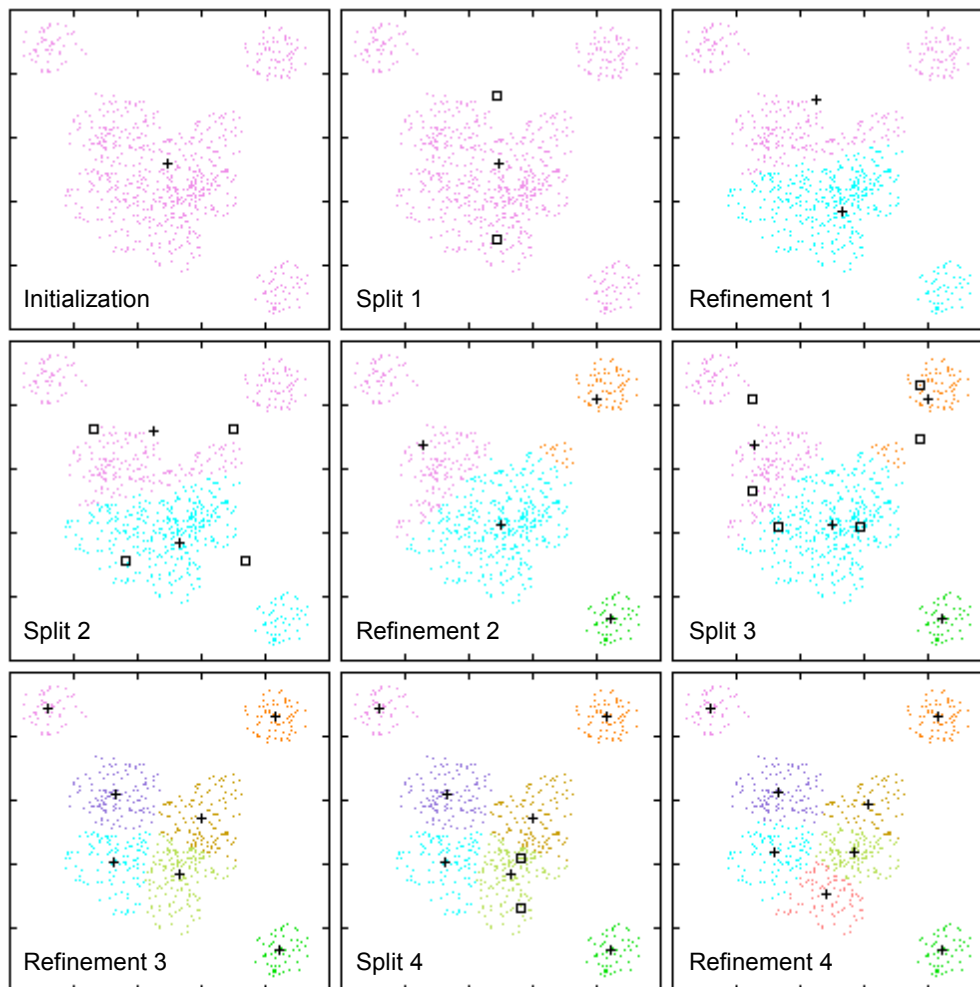 Initialization
Split 1
Refinement 1
Split 2
Refinement 2
Split 3
Refinement 3
Split 4
Refinement 4